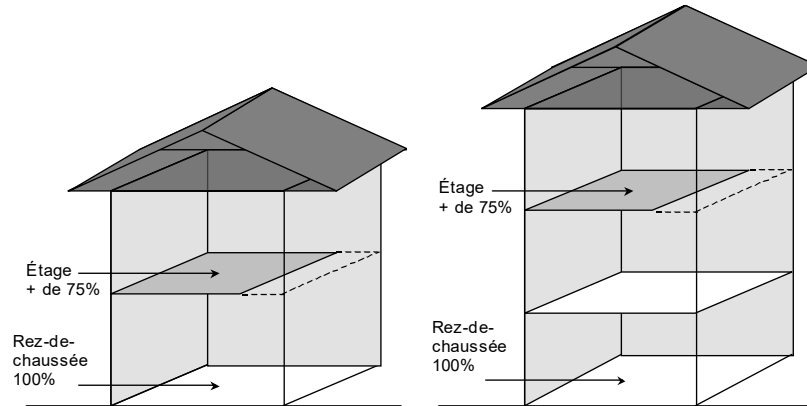 Étage
+ de 75%
Rez-de-
chaussée
100%
Étage
+ de 75%
Rez-de-
chaussée
100%